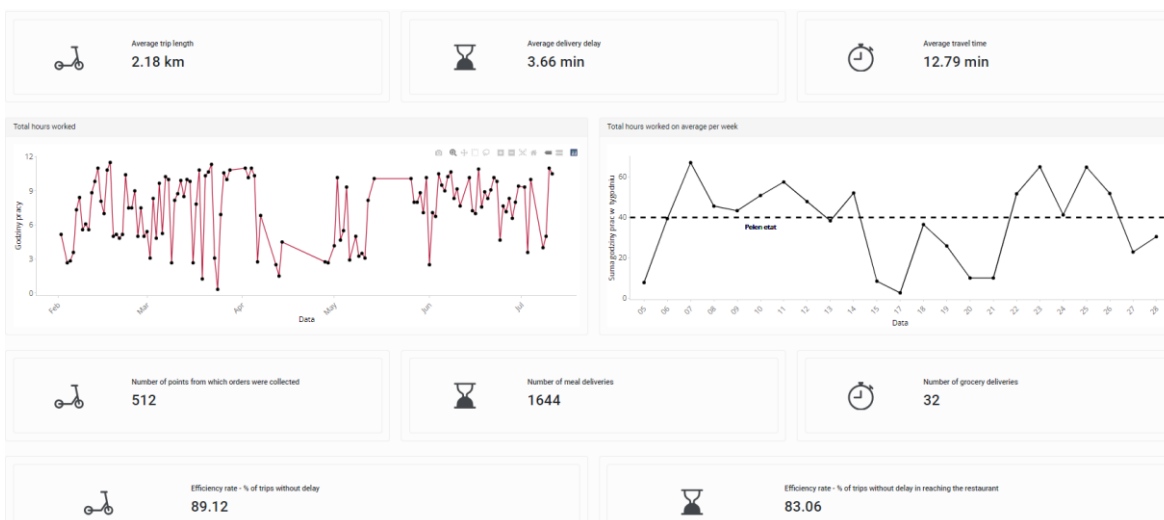 Average trip length
2.18 km
Average delivery delay
3.66 min
Average travel time
12.79 min
Total hours worked
12
9
6
3
0
Godziny pracy
Feb
Mar
Apr
May
Jun
Jul
Data
Total hours worked on average per week
60
40
20
0
Suma godziny prac w tygodniu
Pełen etat
05
06
07
08
09
10
11
12
13
14
15
17
18
19
20
21
22
23
24
25
26
27
28
Data
Number of points from which orders were collected
512
Number of meal deliveries
1644
Number of grocery deliveries
32
Efficiency rate - % of trips without delay
89.12
Efficiency rate - % of trips without delay in reaching the restaurant
83.06